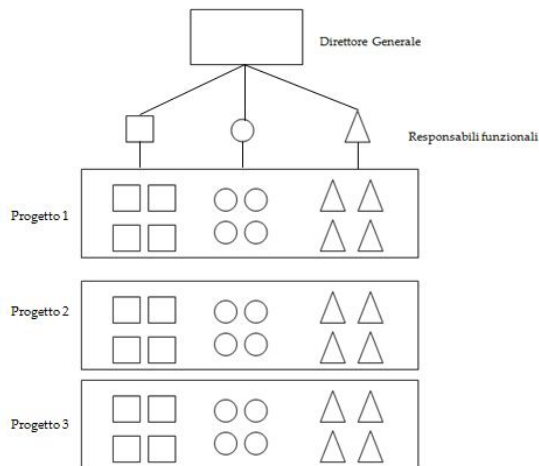 Direttore Generale
Responsabili funzionali
Progetto 1
Progetto 2
Progetto 3